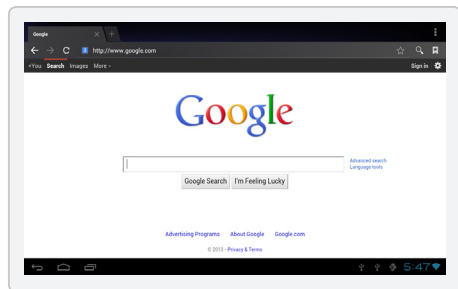 Google
http://www.google.com
+You Search Images More
Sign in
Google
Advanced search
Language tools
Google Search I'm Feeling Lucky
Advertising Programs About Google Google.com
© 2013 - Privacy & Terms
5:47